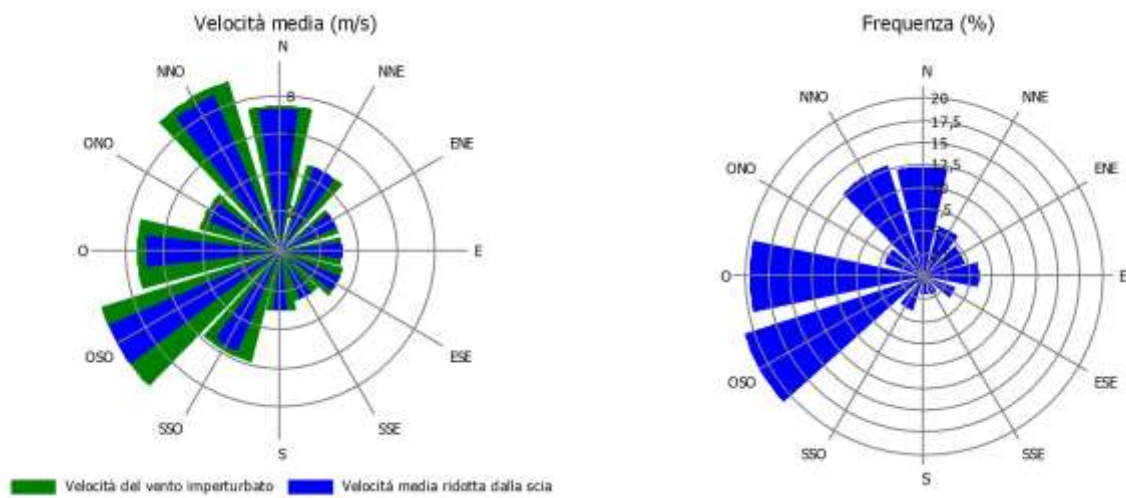 Velocità media (m/s)
N
NNO
NNE
8
ONO
ENE
O
E
OSO
ESE
SSO
SSE
S
Velocità del vento imperturbato
Velocitá media ridotta dalla scia
Frequenza (%)
N
NNO
NNE
20
17,5
15
12,5
10
5
ONO
ENE
O
E
OSO
ESE
SSO
SSE
S